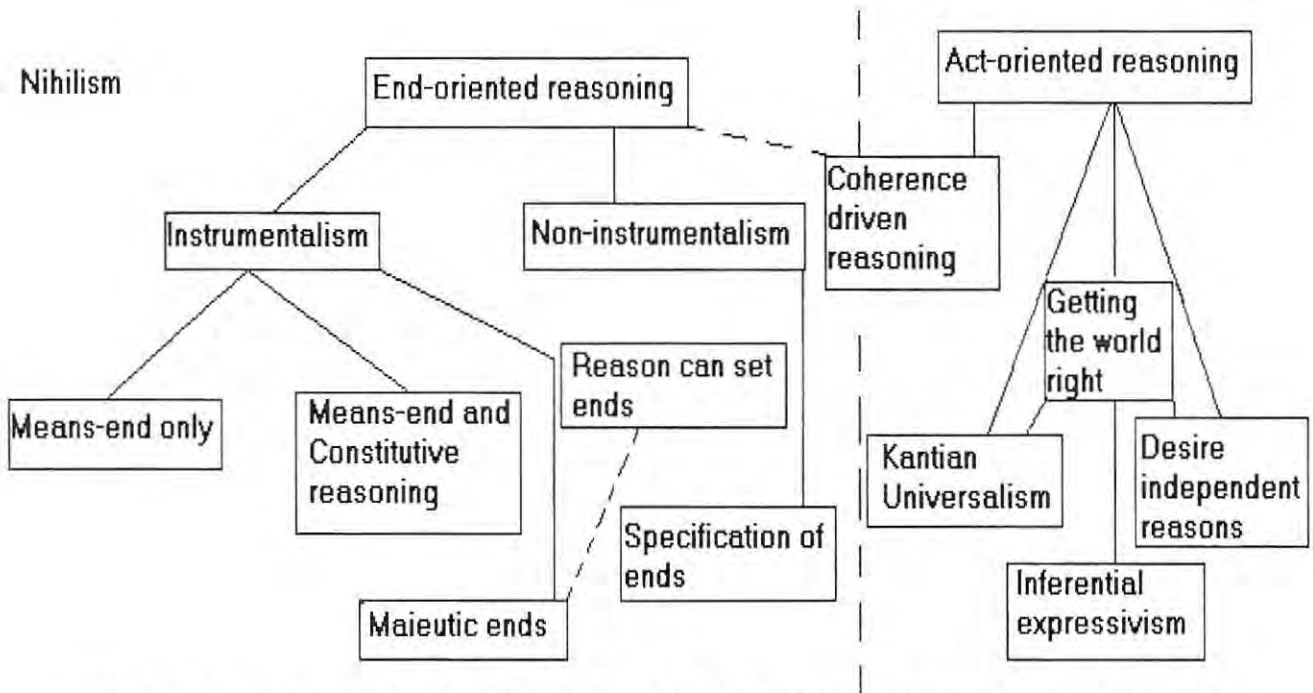 Nihilism
End-oriented reasoning
Act-oriented reasoning
Coherence
driven
reasoning
Instrumentalism
Non-instrumentalism
Getting
the world
right
Reason can set
ends
Means-end only
Means-end and
Constitutive
reasoning
Kantian
Universalism
Desire
independent
reasons
Specification of
ends
Inferential
expressivism
Maieutic ends